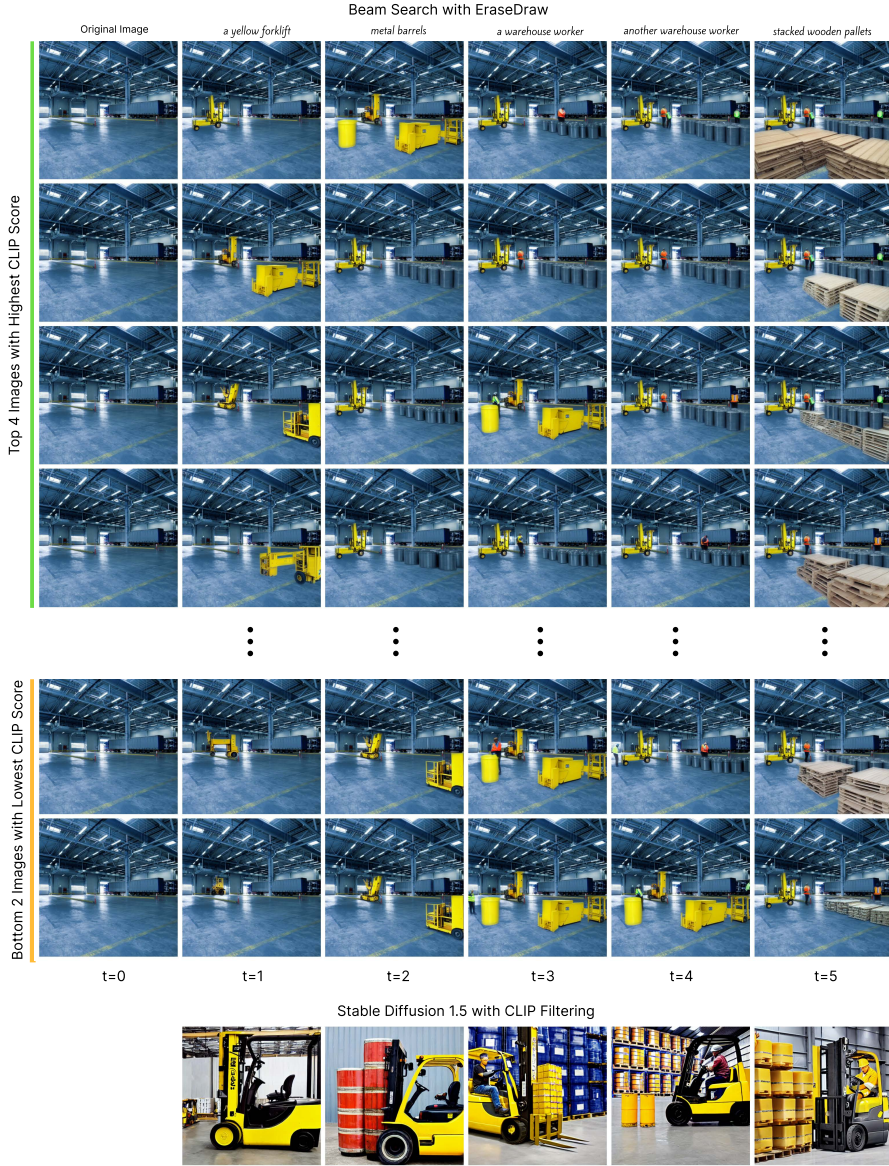 Beam Search with EraseDraw
Original Image
a yellow forklift
metal barrels
a warehouse worker
another warehouse worker
stacked wooden pallets
Top 4 Images with Highest CLIP Score
Bottom 2 Images with Lowest CLIP Score
t=0
t=1
t=2
t=3
t=4
t=5
Stable Diffusion 1.5 with CLIP Filtering